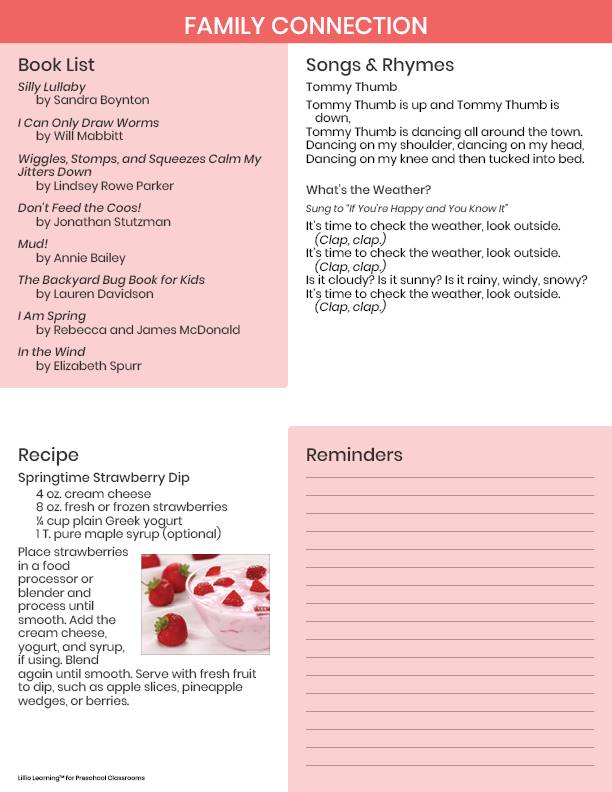 FAMILY CONNECTION
Book List
Silly Lullaby
by Sandra Boynton
I Can Only Draw Worms
by Will Mabbitt
Wiggles, Stomps, and Squeezes Calm My
Jitters Down
by Lindsey Rowe Parker
Don't Feed the Coos!
by Jonathan Stutzman
Mud!
by Annie Bailey
The Backyard Bug Book for Kids
by Lauren Davidson
I Am Spring
by Rebecca and James McDonald
In the Wind
by Elizabeth Spurr
Songs & Rhymes
Tommy Thumb
Tommy Thumb is up and Tommy Thumb is
down,
Tommy Thumb is dancing all around the town.
Dancing on my shoulder, dancing on my head,
Dancing on my knee and then tucked into bed.
What's the Weather?
Sung to "If You're Happy and You Know It"
It's time to check the weather, look outside.
(Clap, clap.)
It's time to check the weather, look outside.
(Clap, clap.)
Is it cloudy? Is it sunny? Is it rainy, windy, snowy?
It's time to check the weather, look outside.
(Clap, clap.)
Recipe
Springtime Strawberry Dip
4 oz. cream cheese
8 oz. fresh or frozen strawberries
¼ cup plain Greek yogurt
1 T. pure maple syrup (optional)
Place strawberries
in a food
processor or
blender and
process until
smooth. Add the
cream cheese,
yogurt, and syrup,
if using. Blend
again until smooth. Serve with fresh fruit
to dip, such as apple slices, pineapple
wedges, or berries.
Reminders
Lillio Learning™ for Preschool Classrooms